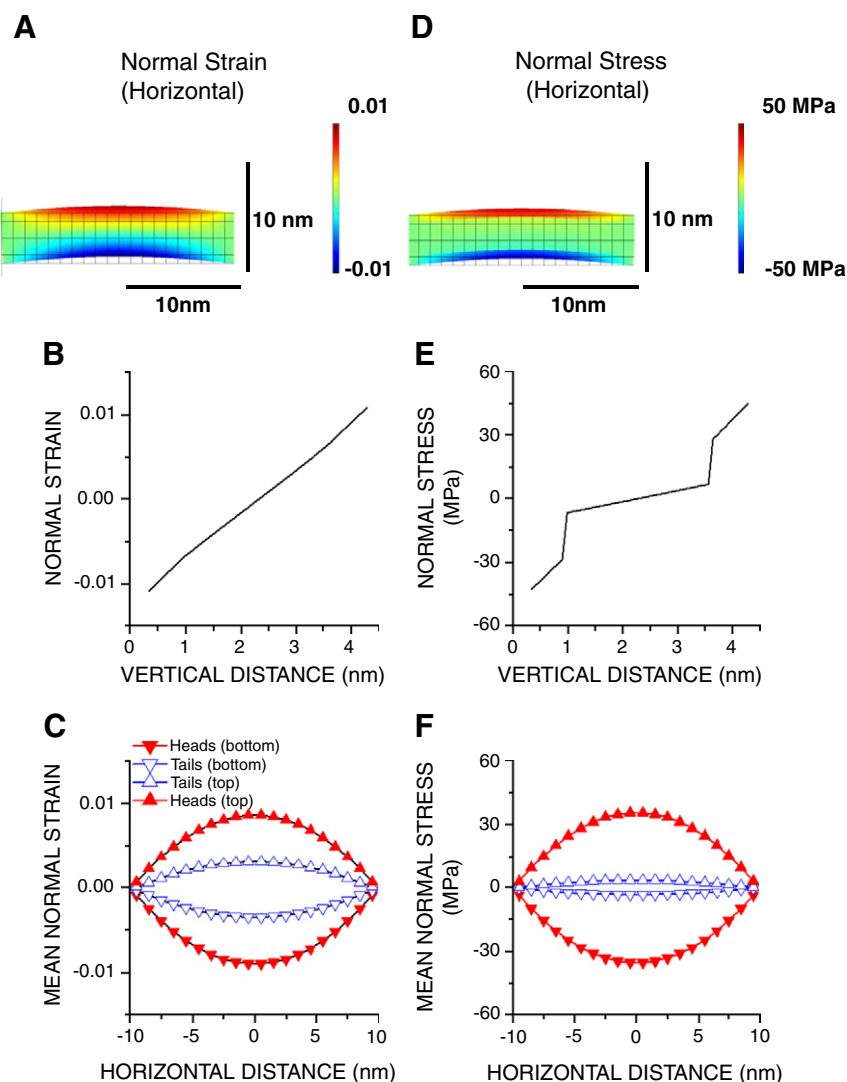 A
Normal Strain
(Horizontal)
0.01
-0.01
10 nm
10nm
D
Normal Stress
(Horizontal)
50 MPa
-50 MPa
10 nm
10nm
B
NORMAL STRAIN
0.01
0.00
-0.01
0 1 2 3 4
VERTICAL DISTANCE (nm)
E
NORMAL STRESS
(MPa)
60
30
0
-30
-60
0 1 2 3 4
VERTICAL DISTANCE (nm)
C
Heads (bottom)
Tails (bottom)
Tails (top)
Heads (top)
MEAN NORMAL STRAIN
0.01
0.00
-0.01
-10 -5 0 5 10
HORIZONTAL DISTANCE (nm)
F
MEAN NORMAL STRESS
(MPa)
60
30
0
-30
-60
-10 -5 0 5 10
HORIZONTAL DISTANCE (nm)